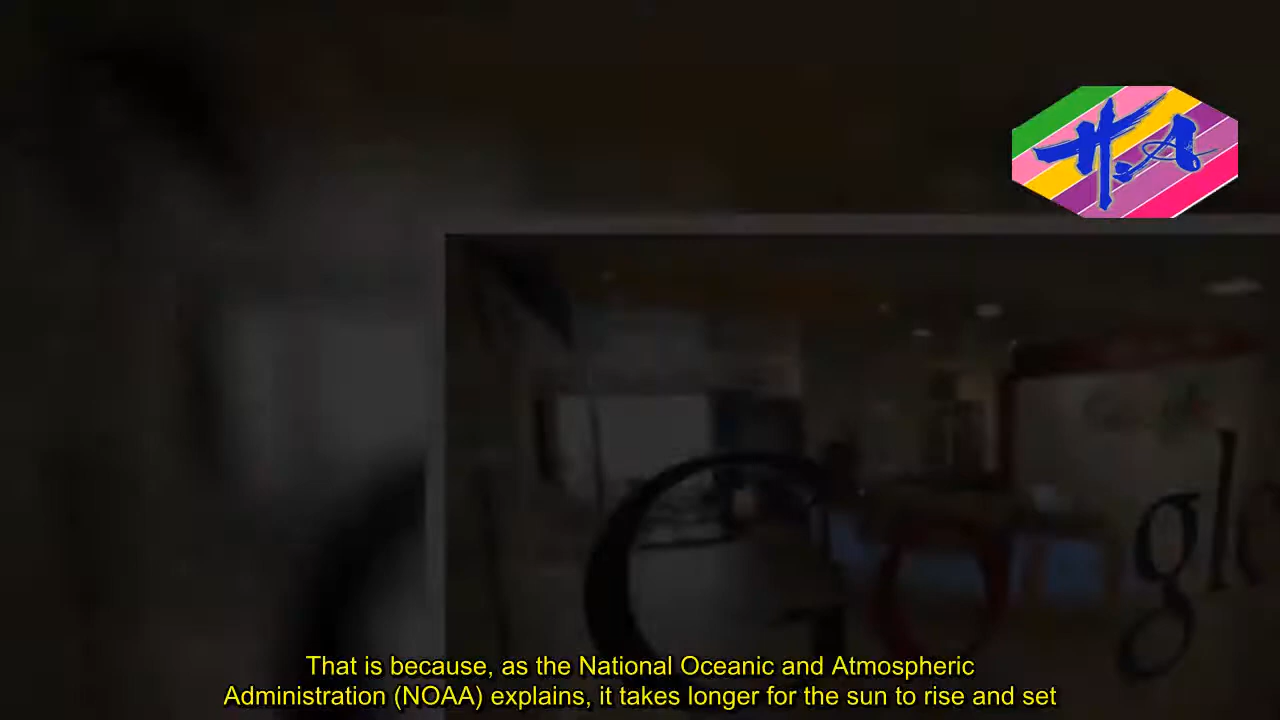 H.A
Google
That is because, as the National Oceanic and Atmospheric
Administration (NOAA) explains, it takes longer for the sun to rise and set